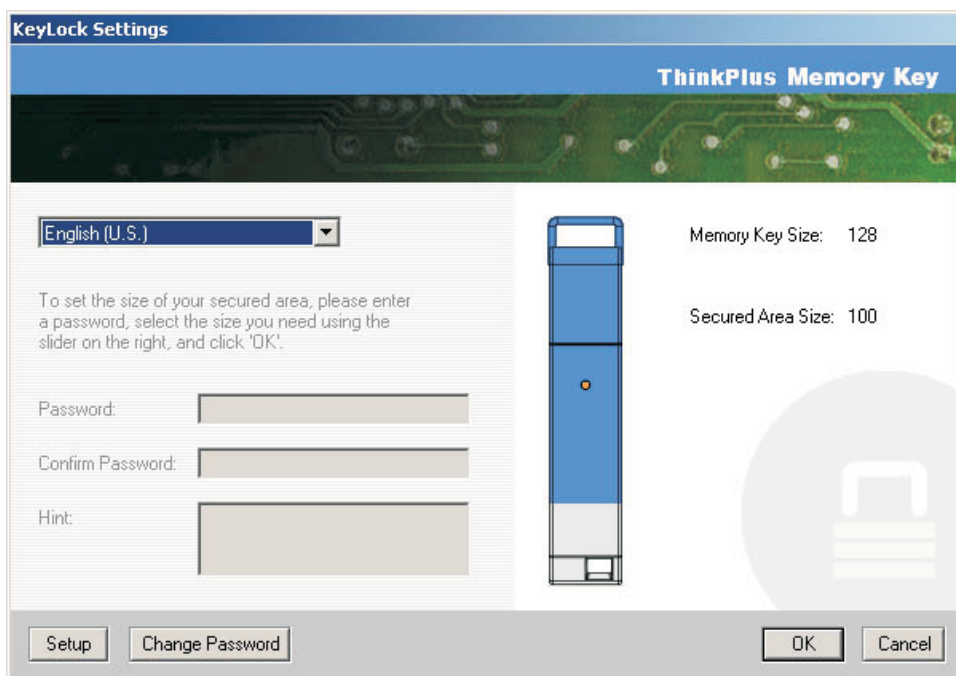 KeyLock Settings
ThinkPlus Memory Key
English (U.S.)
To set the size of your secured area, please enter
a password, select the size you need using the
slider on the right, and click 'OK'.
Password:
Confirm Password:
Hint:
Memory Key Size: 128
Secured Area Size: 100
Setup
Change Password
OK
Cancel